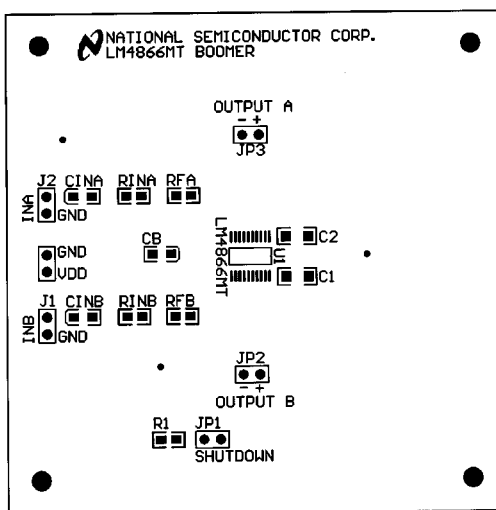 NATIONAL SEMICONDUCTOR CORP.
LM4866MT BOOMER
OUTPUT A
- +
JP3
J2 CINA RINA RFA
INA
GND
LM4866MT
C2
CB
GND
U1
VDD
C1
J1 CINB RINB RFB
INB
GND
JP2
- +
OUTPUT B
R1 JP1
SHUTDOWN